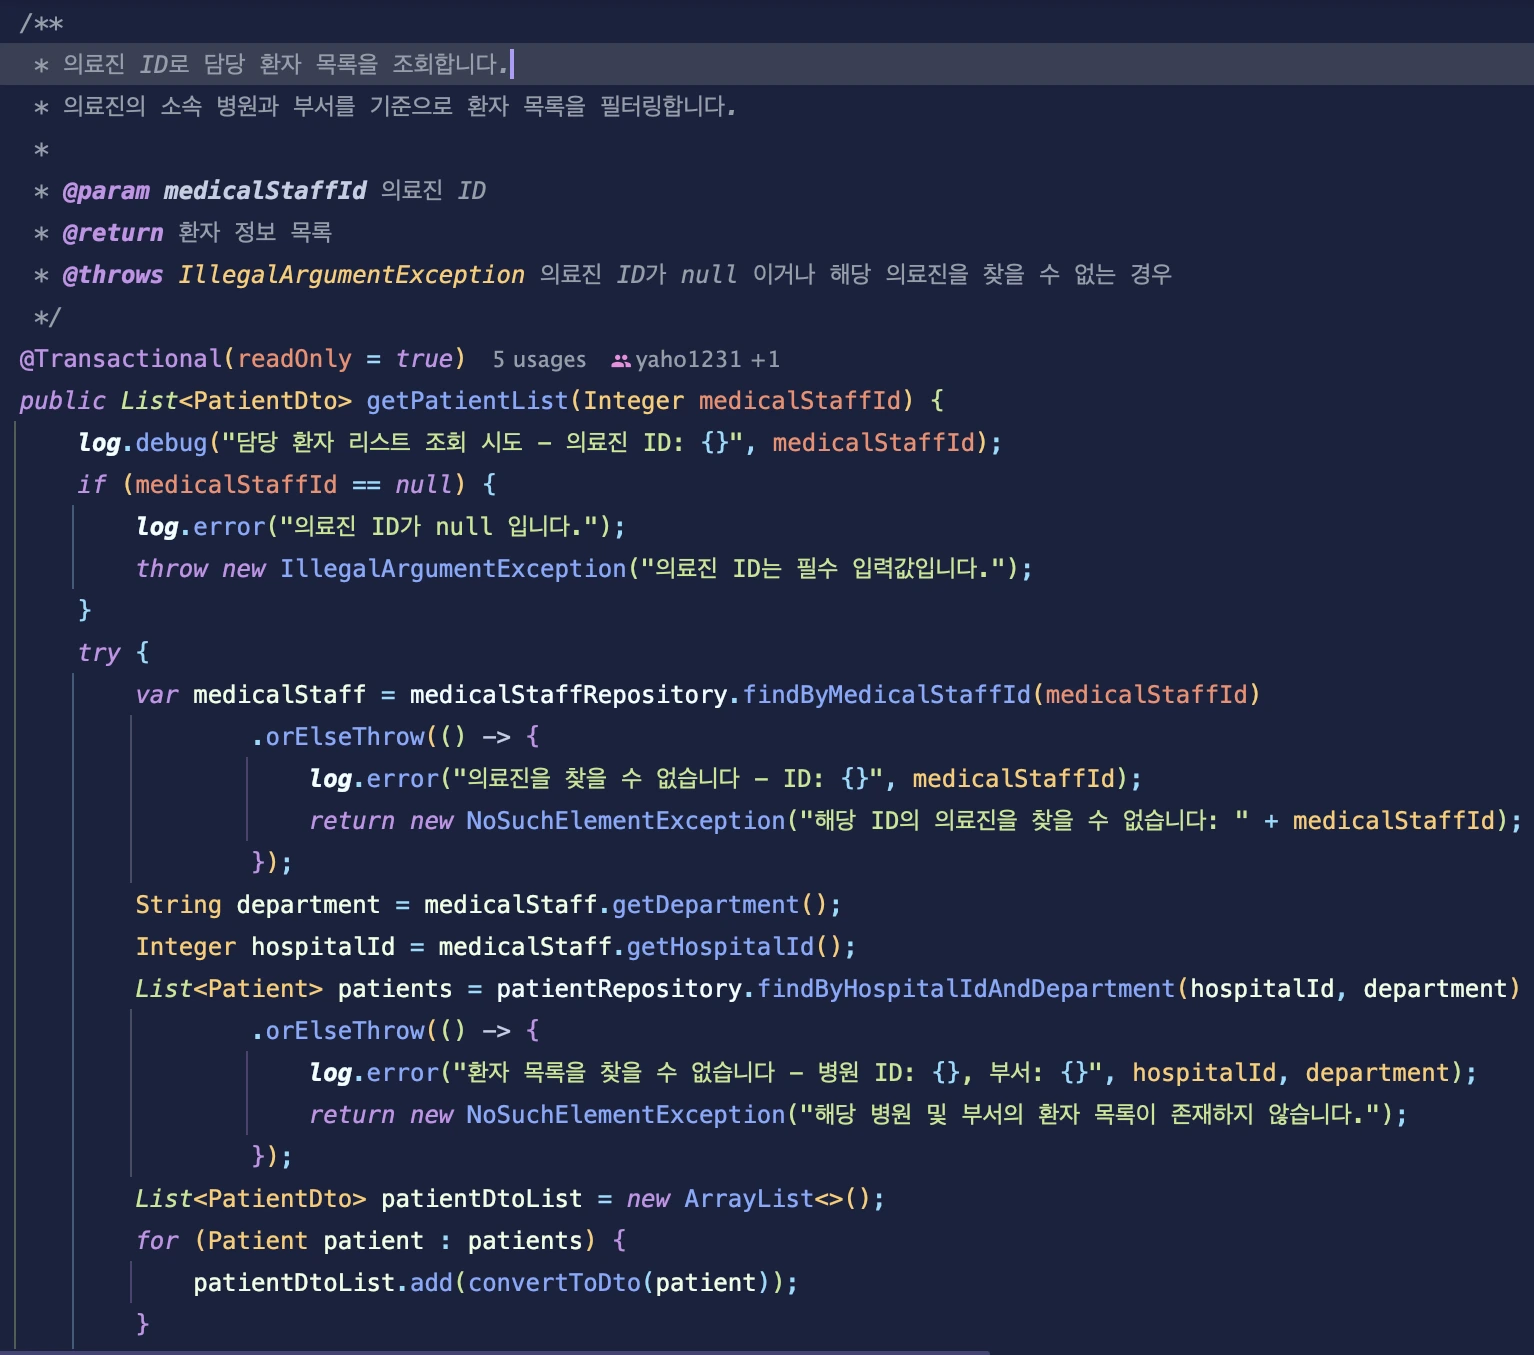 /**
* 의료진 ID로 담당 환자 목록을 조회합니다.
* 의료진의 소속 병원과 부서를 기준으로 환자 목록을 필터링합니다.
*
* @param medicalStaffId 의료진 ID
* @return 환자 정보 목록
* @throws IllegalArgumentException 의료진 ID가 null 이거나 해당 의료진을 찾을 수 없는 경우
*/
@Transactional(readOnly = true) 5 usages yaho1231 +1
public List<PatientDto> getPatientList(Integer medicalStaffId) {
log.debug("담당 환자 리스트 조회 시도 - 의료진 ID: {}", medicalStaffId);
if (medicalStaffId == null) {
log.error("의료진 ID가 null 입니다.");
throw new IllegalArgumentException("의료진 ID는 필수 입력값입니다.");
}
try {
var medicalStaff = medicalStaffRepository.findByMedicalStaffId(medicalStaffId)
.orElseThrow(() -> {
log.error("의료진을 찾을 수 없습니다 - ID: {}", medicalStaffId);
return new NoSuchElementException("해당 ID의 의료진을 찾을 수 없습니다: " + medicalStaffId);
});
String department = medicalStaff.getDepartment();
Integer hospitalId = medicalStaff.getHospitalId();
List<Patient> patients = patientRepository.findByHospitalIdAndDepartment(hospitalId, department)
.orElseThrow(() -> {
log.error("환자 목록을 찾을 수 없습니다 - 병원 ID: {}, 부서: {}", hospitalId, department);
return new NoSuchElementException("해당 병원 및 부서의 환자 목록이 존재하지 않습니다.");
});
List<PatientDto> patientDtoList = new ArrayList<>();
for (Patient patient : patients) {
patientDtoList.add(convertToDto(patient));
}